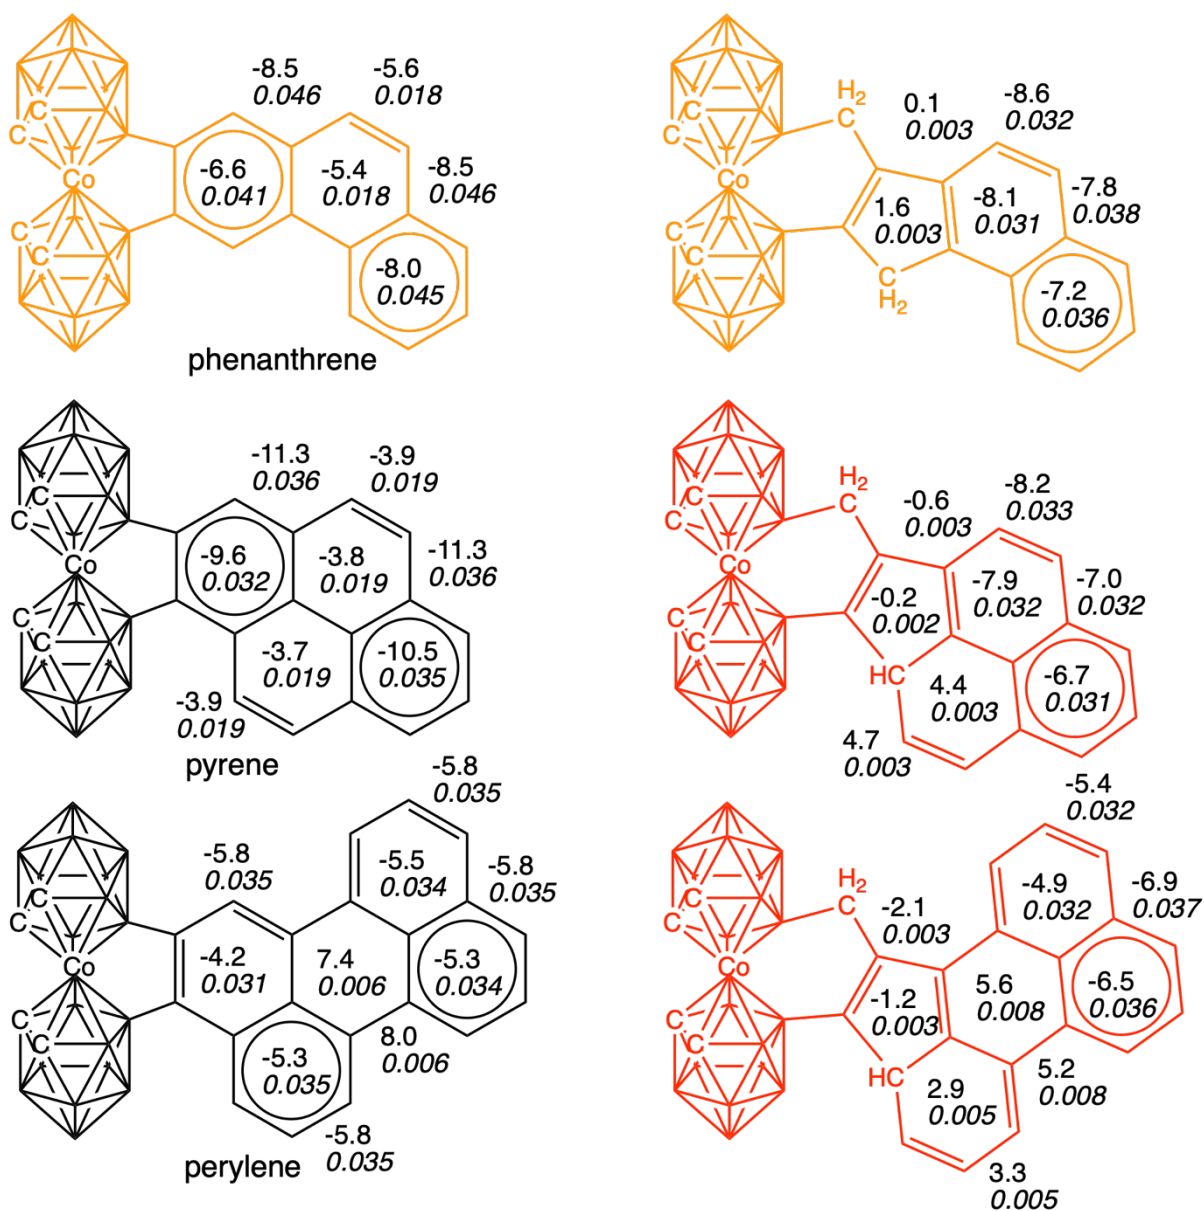 -8.5
0.046
-5.6
0.018
C
C
-6.6
0.041
-5.4
0.018
-8.5
0.046
Co
C
C
-8.0
0.045
phenanthrene
H2
C
0.1
0.003
-8.6
0.032
C
C
Co
1.6
0.003
-8.1
0.031
-7.8
0.038
C
C
C
H2
-7.2
0.036
-11.3
0.036
-3.9
0.019
C
C
-9.6
0.032
-3.8
0.019
-11.3
0.036
Co
C
C
-3.7
0.019
-10.5
0.035
-3.9
0.019
pyrene
H2
C
-0.6
0.003
-8.2
0.033
C
C
Co
-0.2
0.002
-7.9
0.032
-7.0
0.032
C
C
HC
4.4
0.003
-6.7
0.031
4.7
0.003
-5.8
0.035
-5.8
0.035
-5.5
0.034
-5.8
0.035
C
C
-4.2
0.031
7.4
0.006
-5.3
0.034
Co
C
C
-5.3
0.035
8.0
0.006
-5.8
0.035
perylene
-5.4
0.032
H2
C
-2.1
0.003
-4.9
0.032
-6.9
0.037
C
C
Co
-1.2
0.003
5.6
0.008
-6.5
0.036
C
C
HC
2.9
0.005
5.2
0.008
3.3
0.005